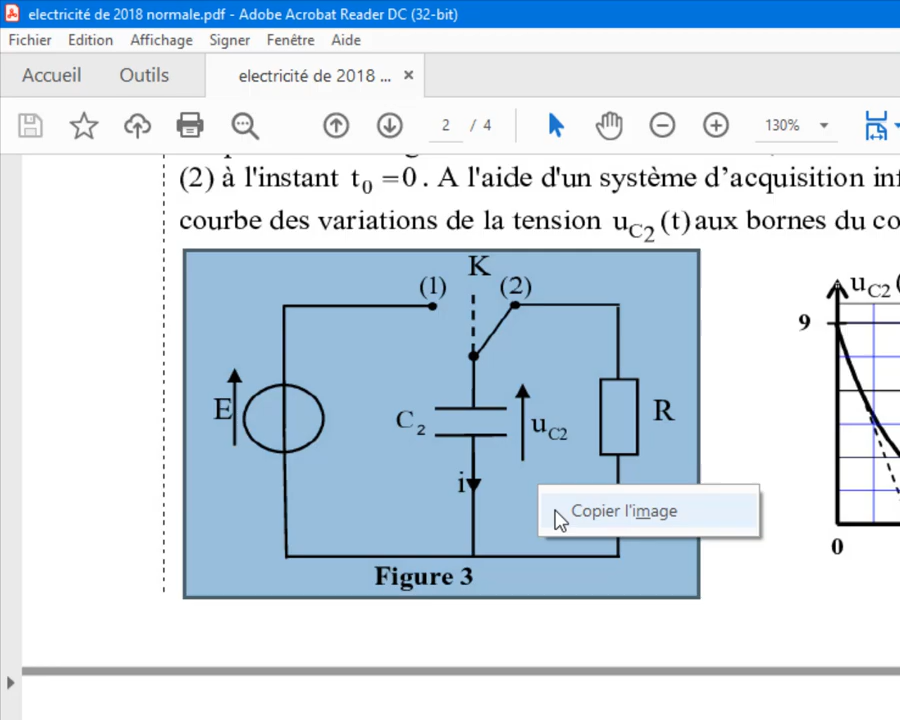 electricité de 2018 normale.pdf - Adobe Acrobat Reader DC (32-bit)
Fichier Edition Affichage Signer Fenêtre Aide
Accueil Outils electricité de 2018 ... ×
2 / 4 130%
(2) à l'instant t₀ =0. A l'aide d'un système d'acquisition
courbe des variations de la tension u_C2 (t) aux bornes du
K
(1) (2)
E
C₂
u_C2
R
i
Figure 3
Copier l'image
u_C2
9
0